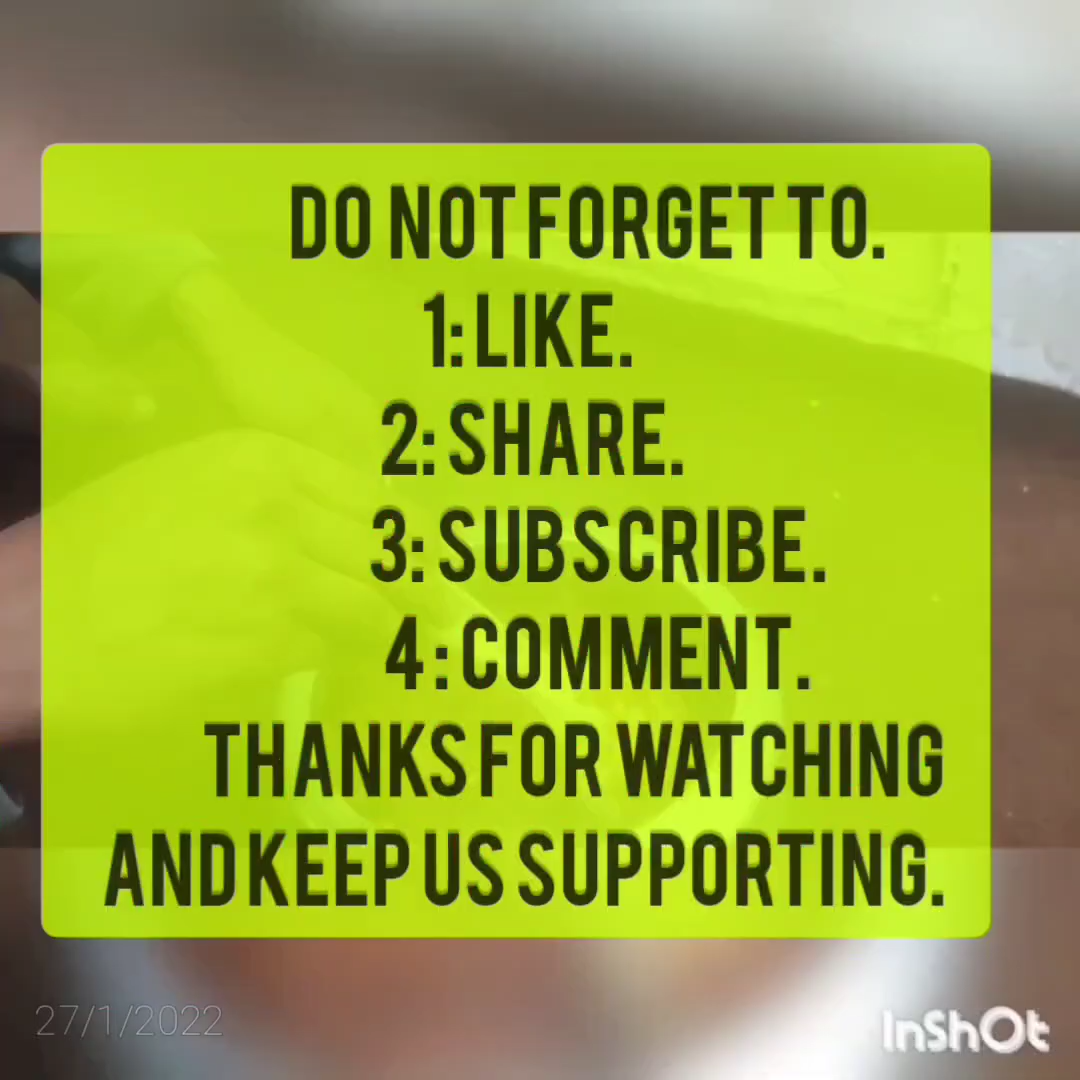 DO NOT FORGET TO.
1: LIKE.
2: SHARE.
3: SUBSCRIBE.
4: COMMENT.
THANKS FOR WATCHING
AND KEEP US SUPPORTING.
27/1/2022
InShOt